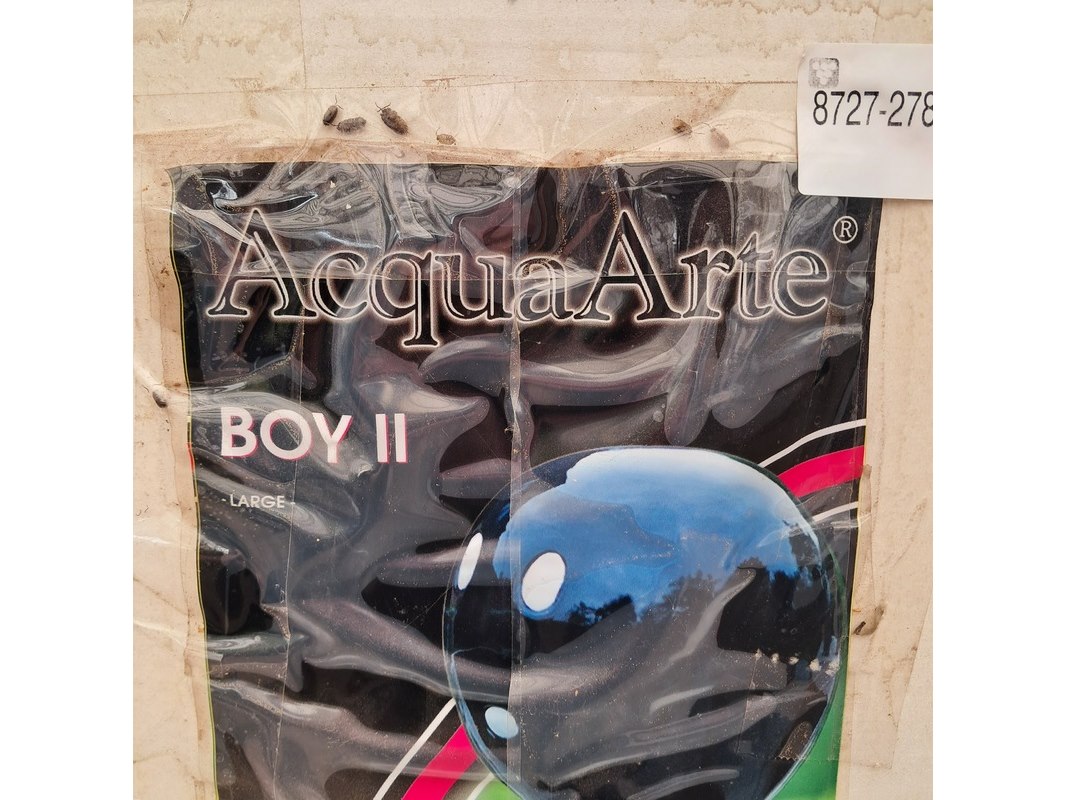 8727-278
AcquaArte®
BOY II
- LARGE -